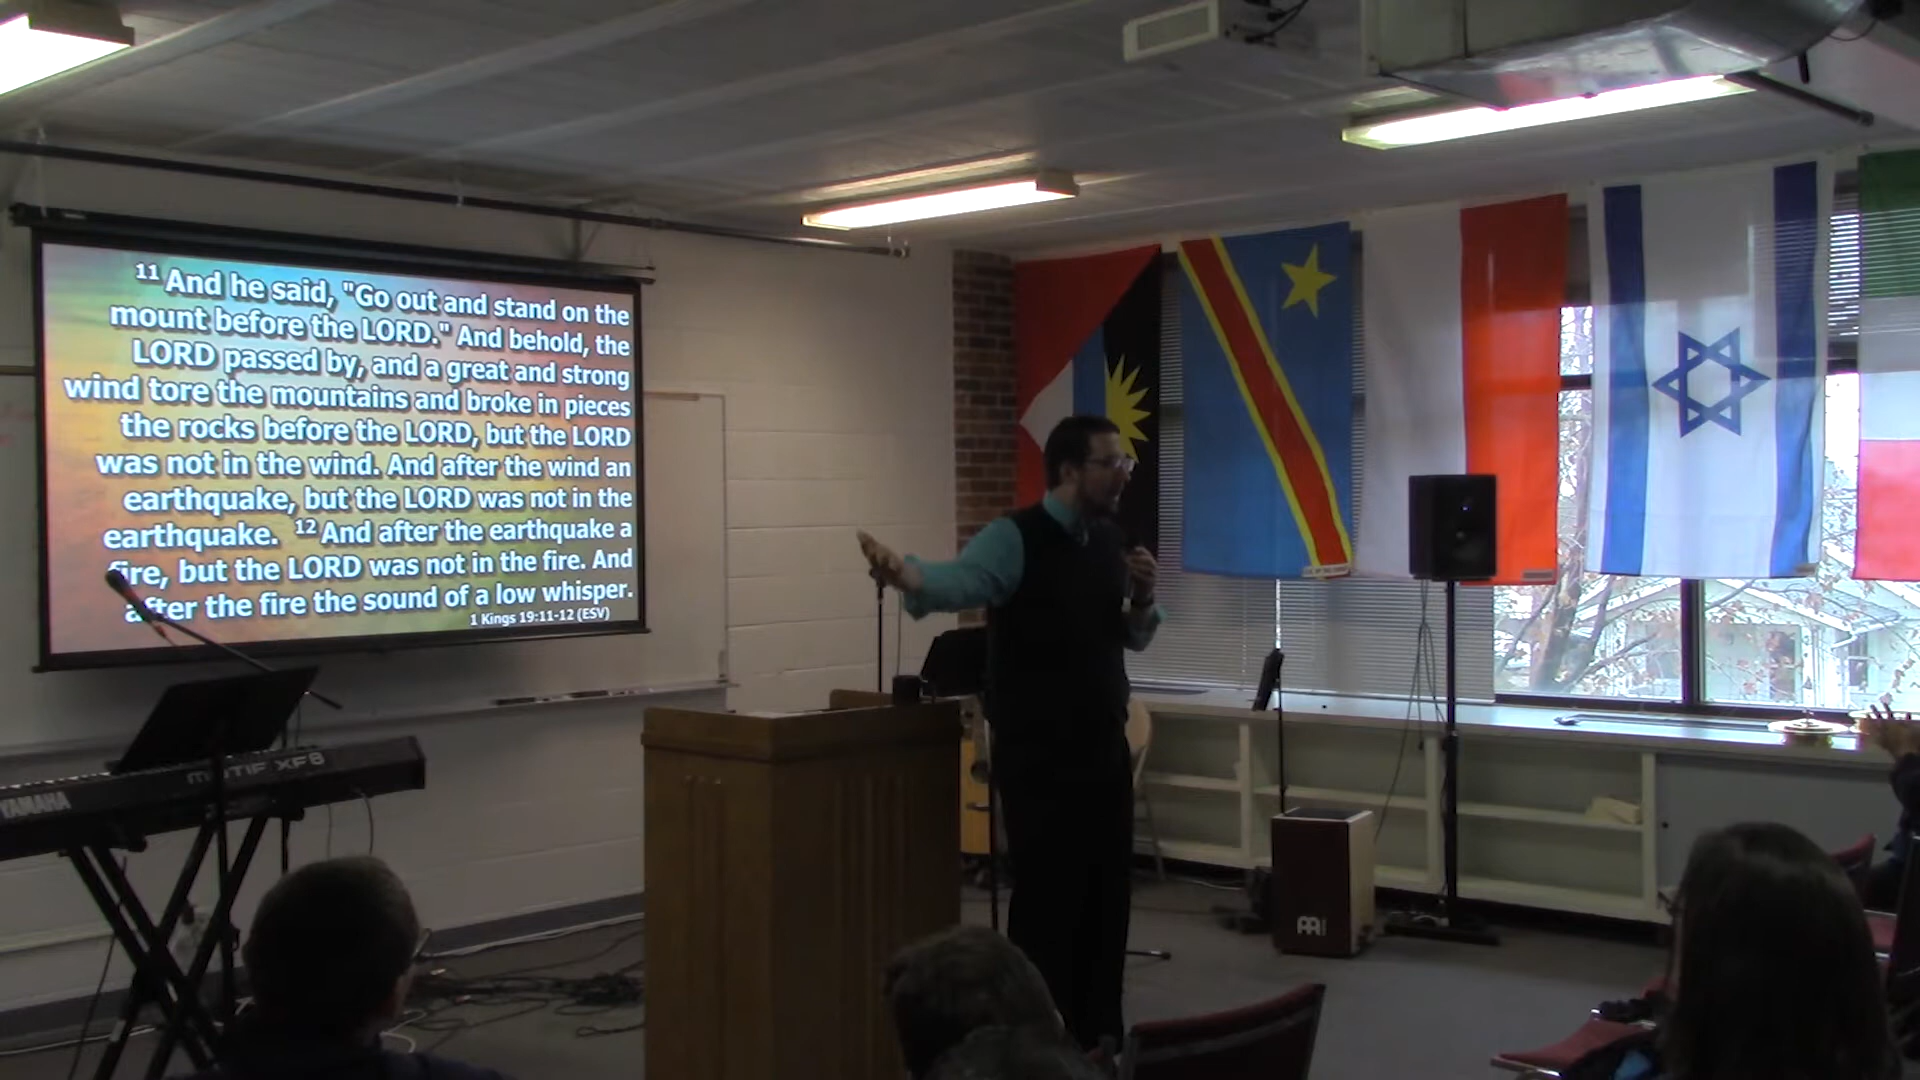 11 And he said, "Go out and stand on the
mount before the LORD." And behold, the
LORD passed by, and a great and strong
wind tore the mountains and broke in pieces
the rocks before the LORD, but the LORD
was not in the wind. And after the wind an
earthquake, but the LORD was not in the
earthquake. 12 And after the earthquake a
fire, but the LORD was not in the fire. And
after the fire the sound of a low whisper.
1 Kings 19:11-12 (ESV)
MOTIF XF8
YAMAHA